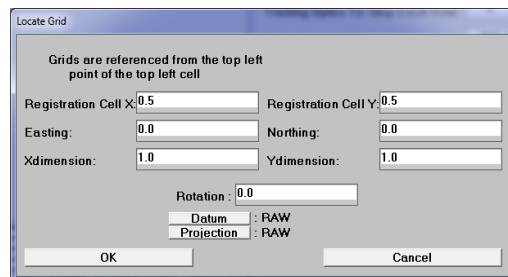 Locate Grid
Grids are referenced from the top left
point of the top left cell
Registration Cell X: 0.5 Registration Cell Y: 0.5
Easting: 0.0 Northing: 0.0
Xdimension: 1.0 Ydimension: 1.0
Rotation : 0.0
Datum : RAW
Projection : RAW
OK Cancel